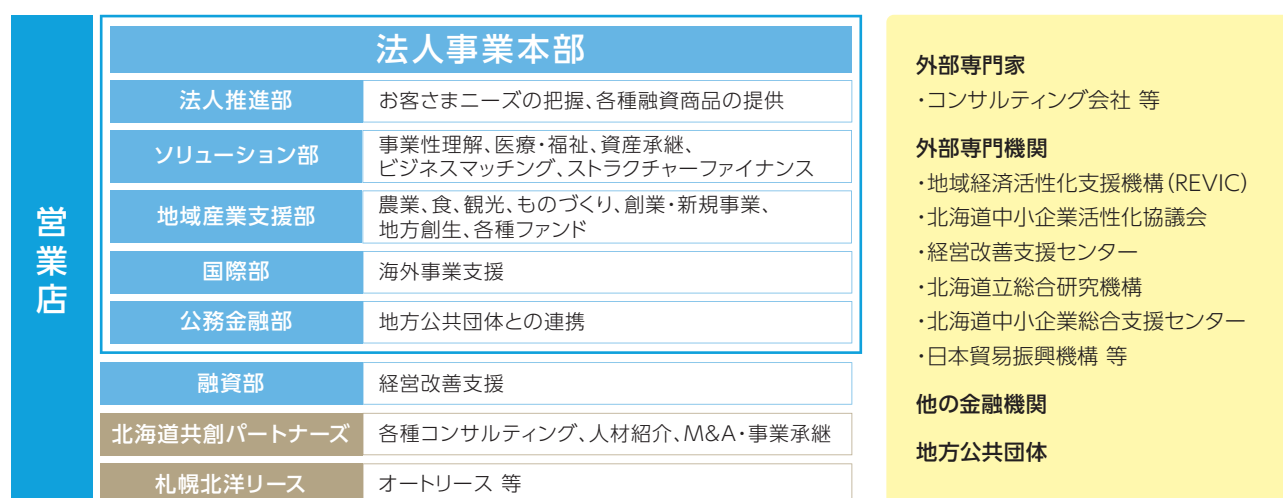 営業店
法人事業本部
法人推進部
お客さまニーズの把握、各種融資商品の提供
ソリューション部
事業性理解、医療・福祉、資産承継、
ビジネスマッチング、ストラクチャーファイナンス
地域産業支援部
農業、食、観光、ものづくり、創業・新規事業、
地方創生、各種ファンド
国際部
海外事業支援
公務金融部
地方公共団体との連携
融資部
経営改善支援
北海道共創パートナーズ
各種コンサルティング、人材紹介、M&A・事業承継
札幌北洋リース
オートリース 等
外部専門家
・コンサルティング会社 等
外部専門機関
・地域経済活性化支援機構(REVIC)
・北海道中小企業活性化協議会
・経営改善支援センター
・北海道立総合研究機構
・北海道中小企業総合支援センター
・日本貿易振興機構 等
他の金融機関
地方公共団体